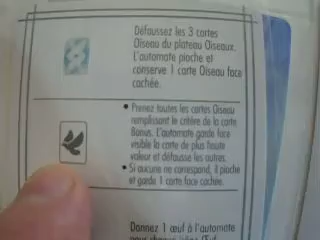 Défaussez les 3 cartes
Oiseau du plateau Oiseaux.
L'automate pioche et
conserve 1 carte Oiseau face
cachée.
• Prenez toutes les cartes Oiseau
remplissant le critère de la carte
Bonus. L'automate garde face
visible la carte de plus haute
valeur et défausse les autres.
• Si aucune ne correspond, il pioche
et garde 1 carte face cachée.
Donnez 1 œuf à l'automate
pour chaque